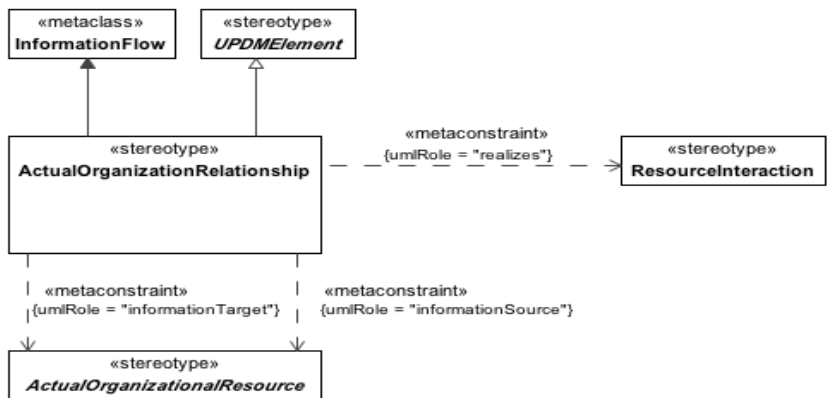 «metaclass»
InformationFlow
«stereotype»
UPDMElement
«stereotype»
ActualOrganizationRelationship
«metaconstraint»
{umlRole = "realizes"}
«stereotype»
ResourceInteraction
«metaconstraint»
{umlRole = "informationTarget"}
«metaconstraint»
{umlRole = "informationSource"}
«stereotype»
ActualOrganizationalResource